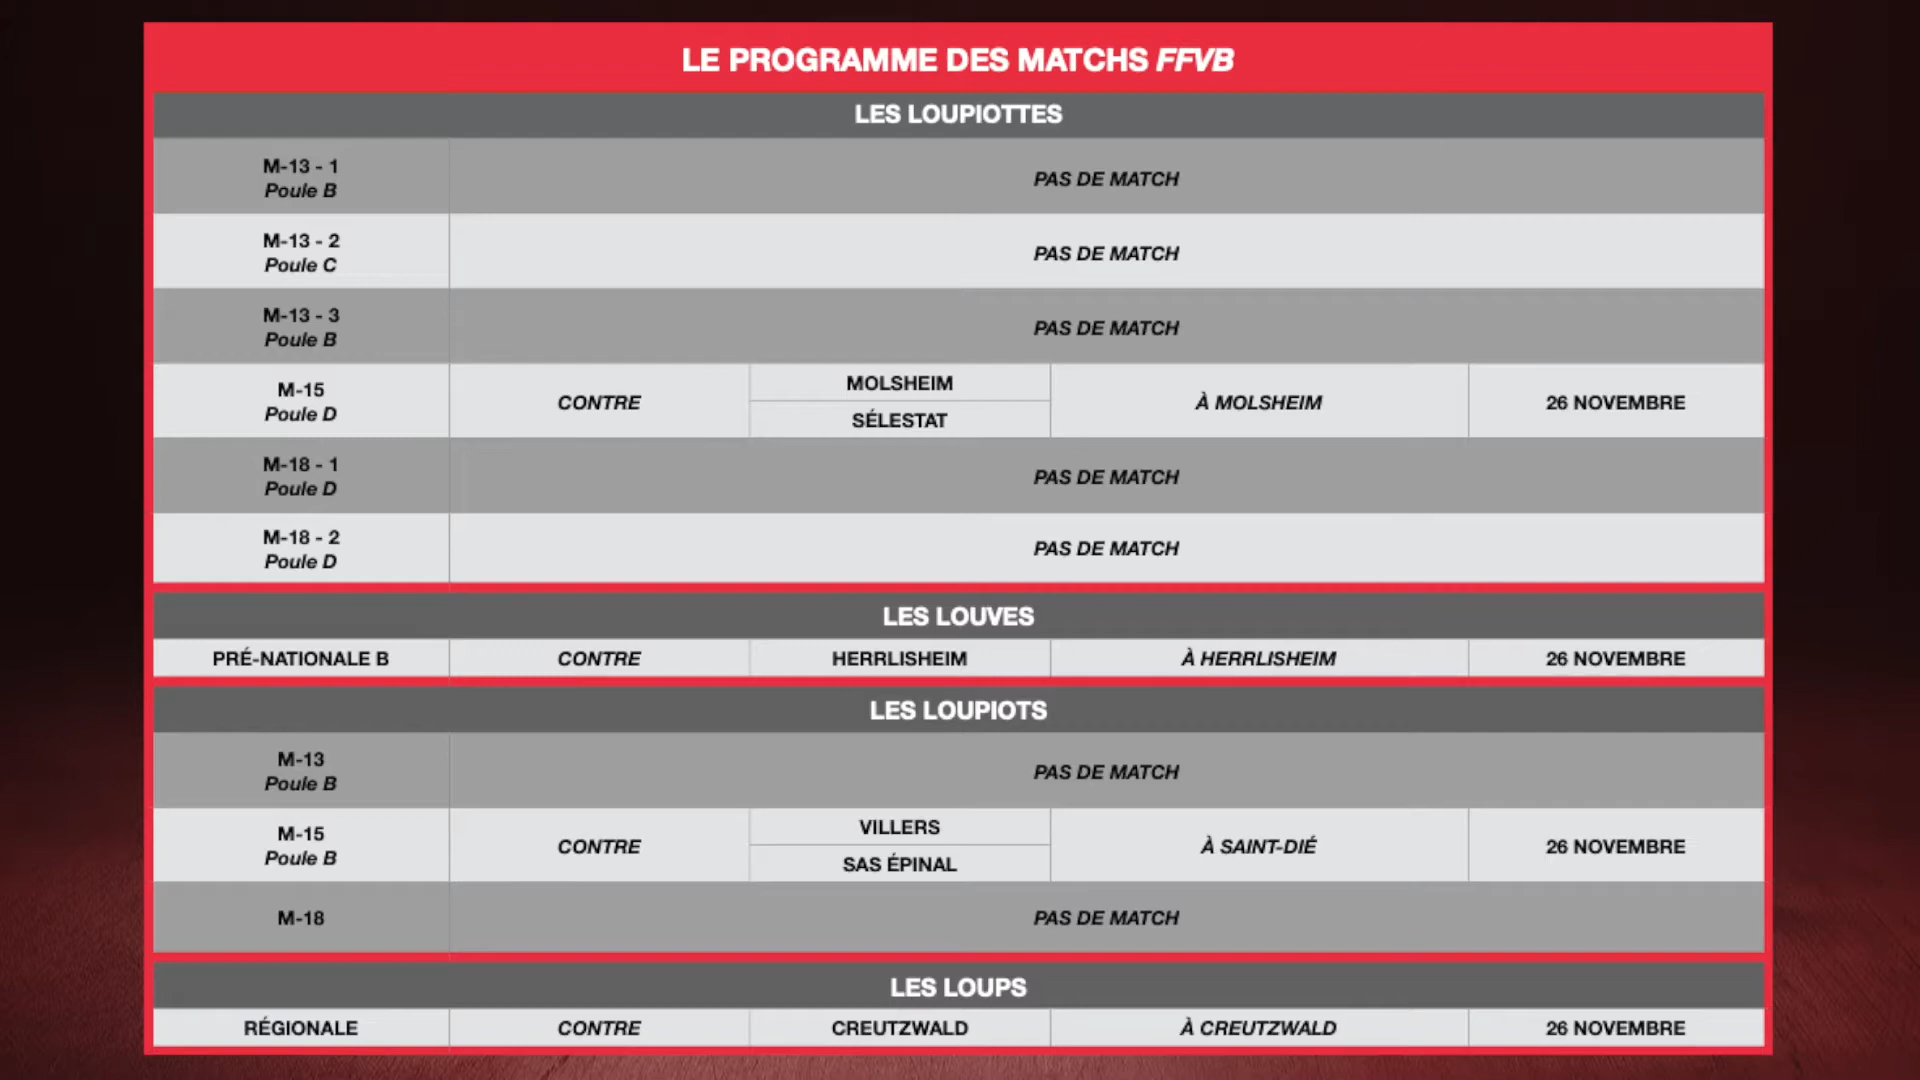 LE PROGRAMME DES MATCHS FFVB
LES LOUPIOTTES
M-13 - 1
Poule B
PAS DE MATCH
M-13 - 2
Poule C
PAS DE MATCH
M-13 - 3
Poule B
PAS DE MATCH
M-15
Poule D
CONTRE
MOLSHEIM
SÉLESTAT
À MOLSHEIM
26 NOVEMBRE
M-18 - 1
Poule D
PAS DE MATCH
M-18 - 2
Poule D
PAS DE MATCH
LES LOUVES
PRÉ-NATIONALE B
CONTRE
HERRLISHEIM
À HERRLISHEIM
26 NOVEMBRE
LES LOUPIOTS
M-13
Poule B
PAS DE MATCH
M-15
Poule B
CONTRE
VILLERS
SAS ÉPINAL
À SAINT-DIÉ
26 NOVEMBRE
M-18
PAS DE MATCH
LES LOUPS
RÉGIONALE
CONTRE
CREUTZWALD
À CREUTZWALD
26 NOVEMBRE